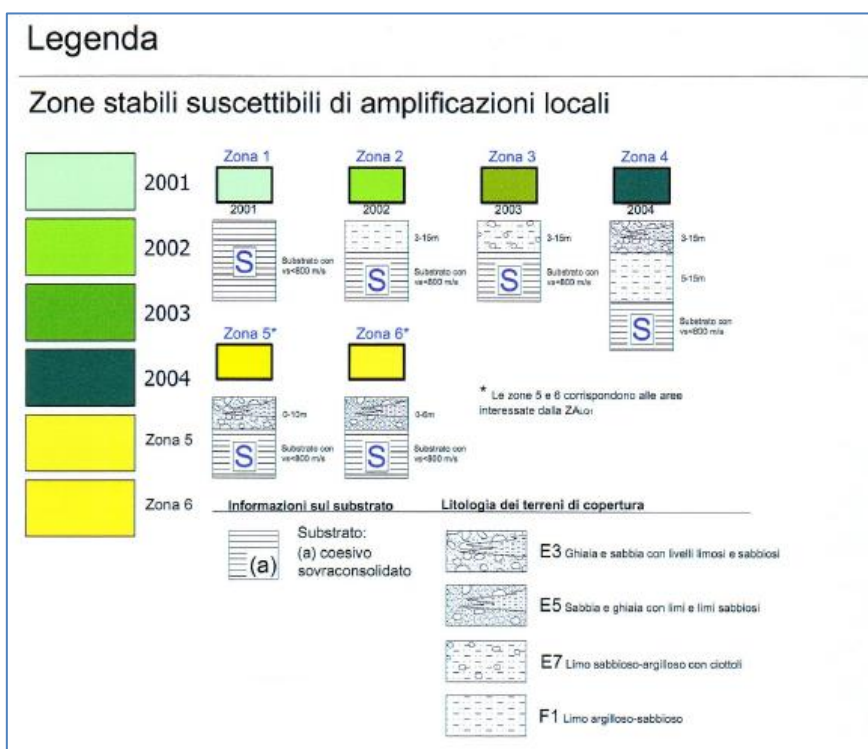 Legenda
Zone stabili suscettibili di amplificazioni locali
2001
2002
2003
2004
Zona 5
Zona 6
Zona 1
2001
S
Substrato con
vs<800 m/s
Zona 2
2002
3-15m
S
Substrato con
vs<800 m/s
Zona 3
2003
3-15m
S
Substrato con
vs<800 m/s
Zona 4
2004
3-15m
5-15m
S
Substrato con
vs<800 m/s
Zona 5*
0-10m
S
Substrato con
vs<800 m/s
Zona 6*
0-6m
S
Substrato con
vs<800 m/s
* Le zone 5 e 6 corrispondono alle aree
interessate dalla ZALQ1
Informazioni sul substrato
(a)
Substrato:
(a) coesivo
sovraconsolidato
Litologia dei terreni di copertura
E3 Ghiaia e sabbia con livelli limosi e sabbiosi
E5 Sabbia e ghiaia con limi e limi sabbiosi
E7 Limo sabbioso-argilloso con ciottoli
F1 Limo argilloso-sabbioso